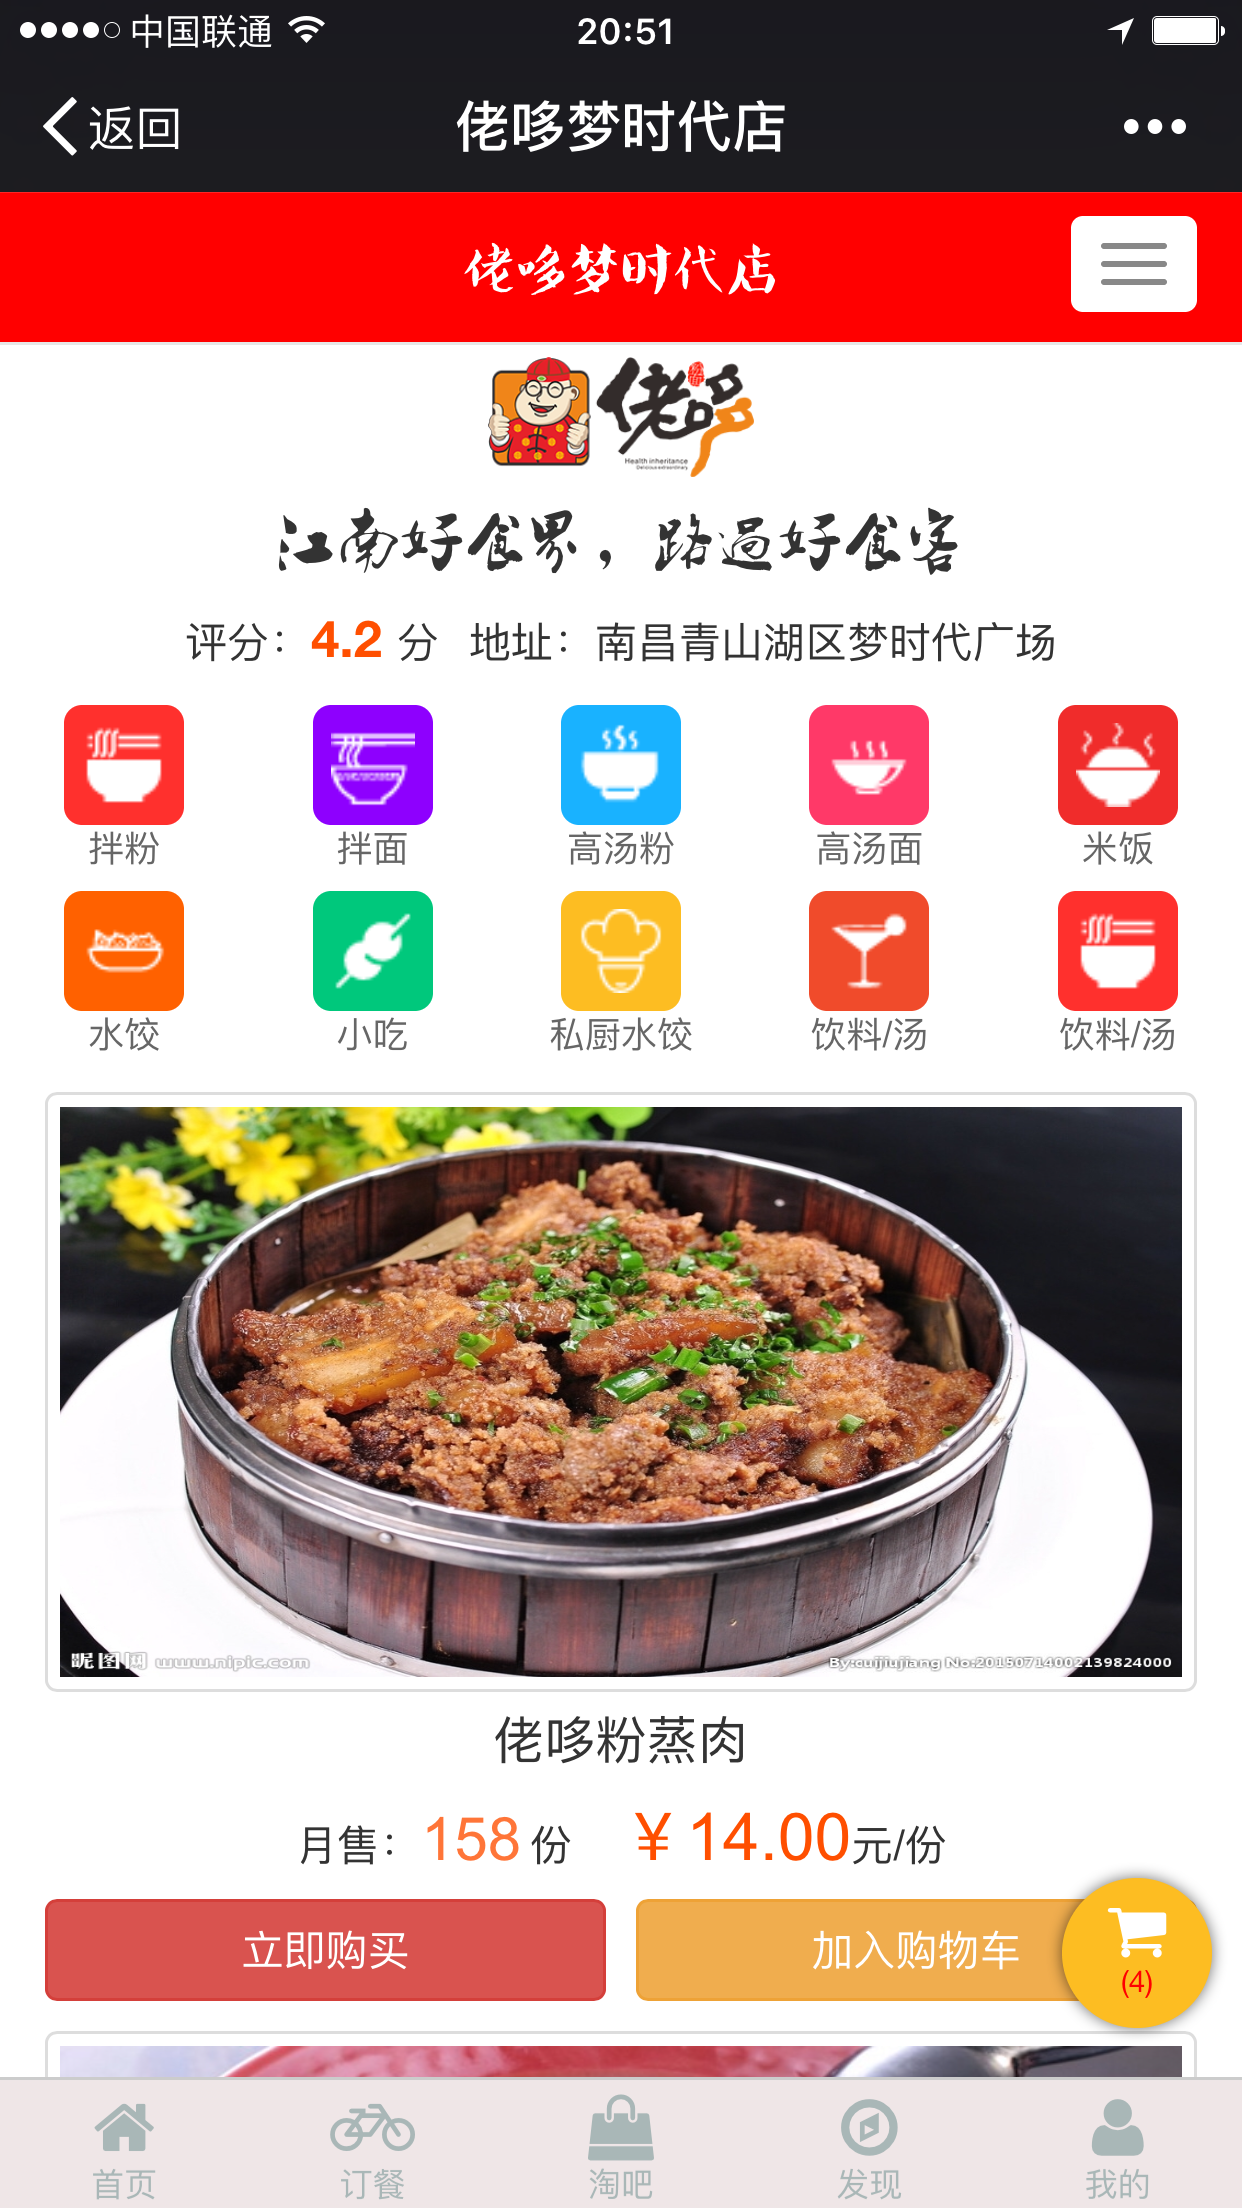 中国联通 20:51
返回 佬哆梦时代店
佬哆梦时代店
佬哆
Health inheritance
Delicious extraordinary
江南好食界，路过好食客
评分：4.2 分 地址：南昌青山湖区梦时代广场
拌粉 拌面 高汤粉 高汤面 米饭
水饺 小吃 私厨水饺 饮料/汤 饮料/汤
昵图网 www.nipic.com By:cuijiujiang No:20150714002139824000
佬哆粉蒸肉
月售：158 份 ¥ 14.00元/份
立即购买 加入购物车
(4)
首页 订餐 淘吧 发现 我的